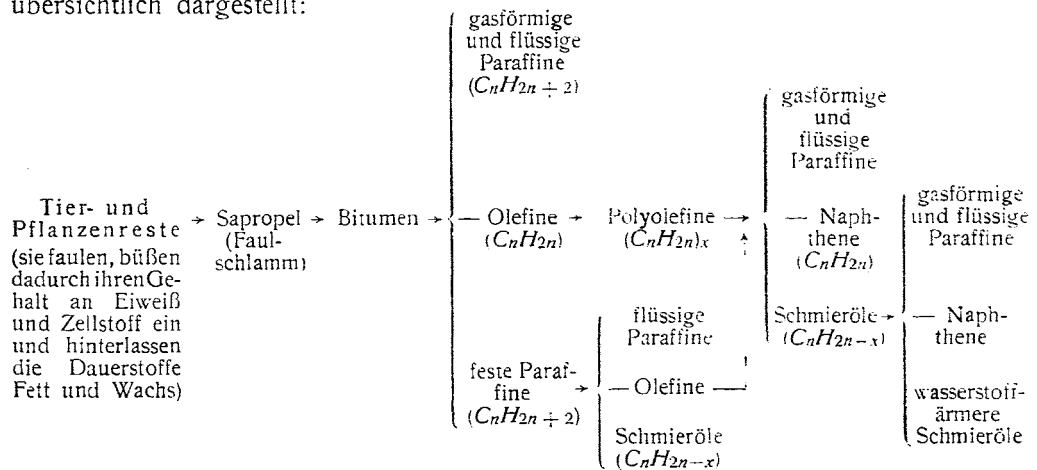 übersichtlich dargestellt:
Tier- und
Pflanzenreste
(sie faulen, büßen
dadurch ihren Ge-
halt an Eiweiß
und Zellstoff ein
und hinterlassen
die Dauerstoffe
Fett und Wachs)
→ Sapropel →
(Faul-
schlamm)
Bitumen →
gasförmige
und flüssige
Paraffine
(CnH2n + 2)
— Olefine →
(CnH2n)
feste Paraf-
fine →
(CnH2n + 2)
Polyolefine →
(CnH2n)x
flüssige
Paraffine
— Olefine —
Schmieröle
(CnH2n−x)
gasförmige
und
flüssige
Paraffine
— Naph-
thene
(CnH2n)
Schmieröle →
(CnH2n−x)
gasförmige
und flüssige
Paraffine
— Naph-
thene
wasserstoff-
ärmere
Schmieröle